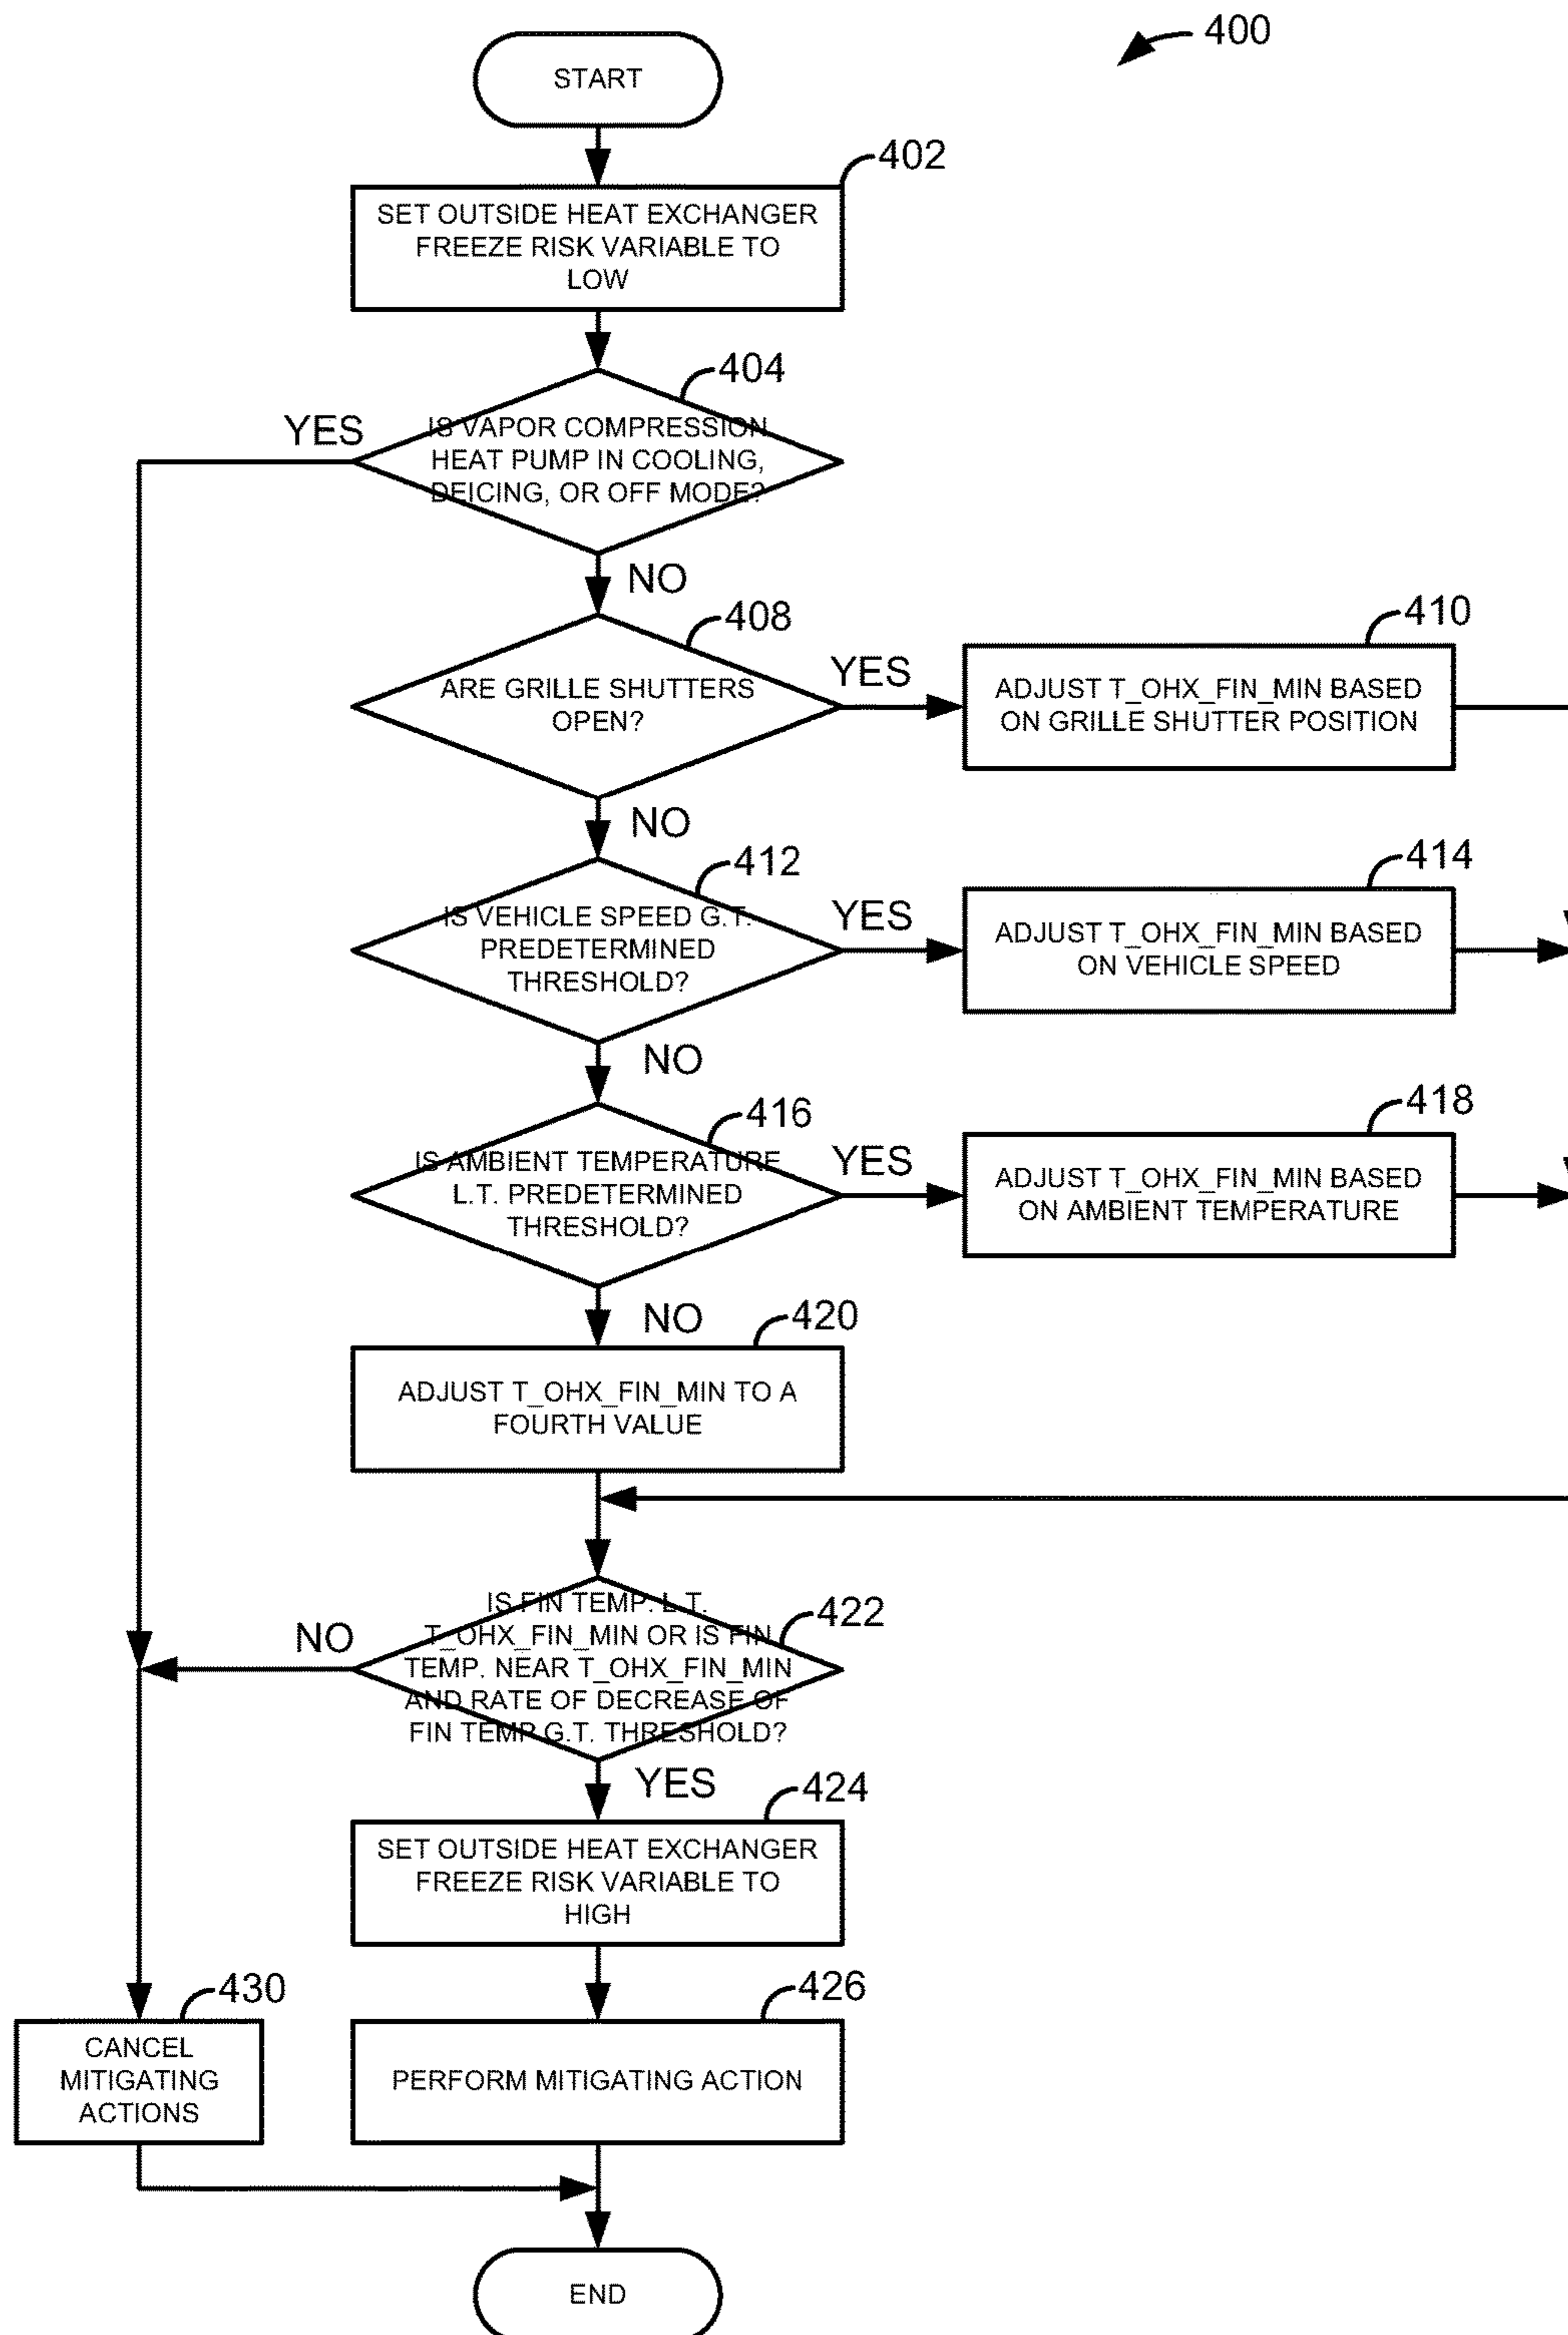 400
START
402
SET OUTSIDE HEAT EXCHANGER
FREEZE RISK VARIABLE TO
LOW
404
YES
IS VAPOR COMPRESSION
HEAT PUMP IN COOLING,
DEICING, OR OFF MODE?
NO
408
ARE GRILLE SHUTTERS
OPEN?
YES
410
ADJUST T_OHX_FIN_MIN BASED
ON GRILLE SHUTTER POSITION
NO
412
IS VEHICLE SPEED G.T.
PREDETERMINED
THRESHOLD?
YES
414
ADJUST T_OHX_FIN_MIN BASED
ON VEHICLE SPEED
NO
416
IS AMBIENT TEMPERATURE
L.T. PREDETERMINED
THRESHOLD?
YES
418
ADJUST T_OHX_FIN_MIN BASED
ON AMBIENT TEMPERATURE
NO
420
ADJUST T_OHX_FIN_MIN TO A
FOURTH VALUE
422
IS FIN TEMP. L.T.
T_OHX_FIN_MIN OR IS FIN
TEMP. NEAR T_OHX_FIN_MIN
AND RATE OF DECREASE OF
FIN TEMP G.T. THRESHOLD?
NO
YES
424
SET OUTSIDE HEAT EXCHANGER
FREEZE RISK VARIABLE TO
HIGH
430
CANCEL
MITIGATING
ACTIONS
426
PERFORM MITIGATING ACTION
END